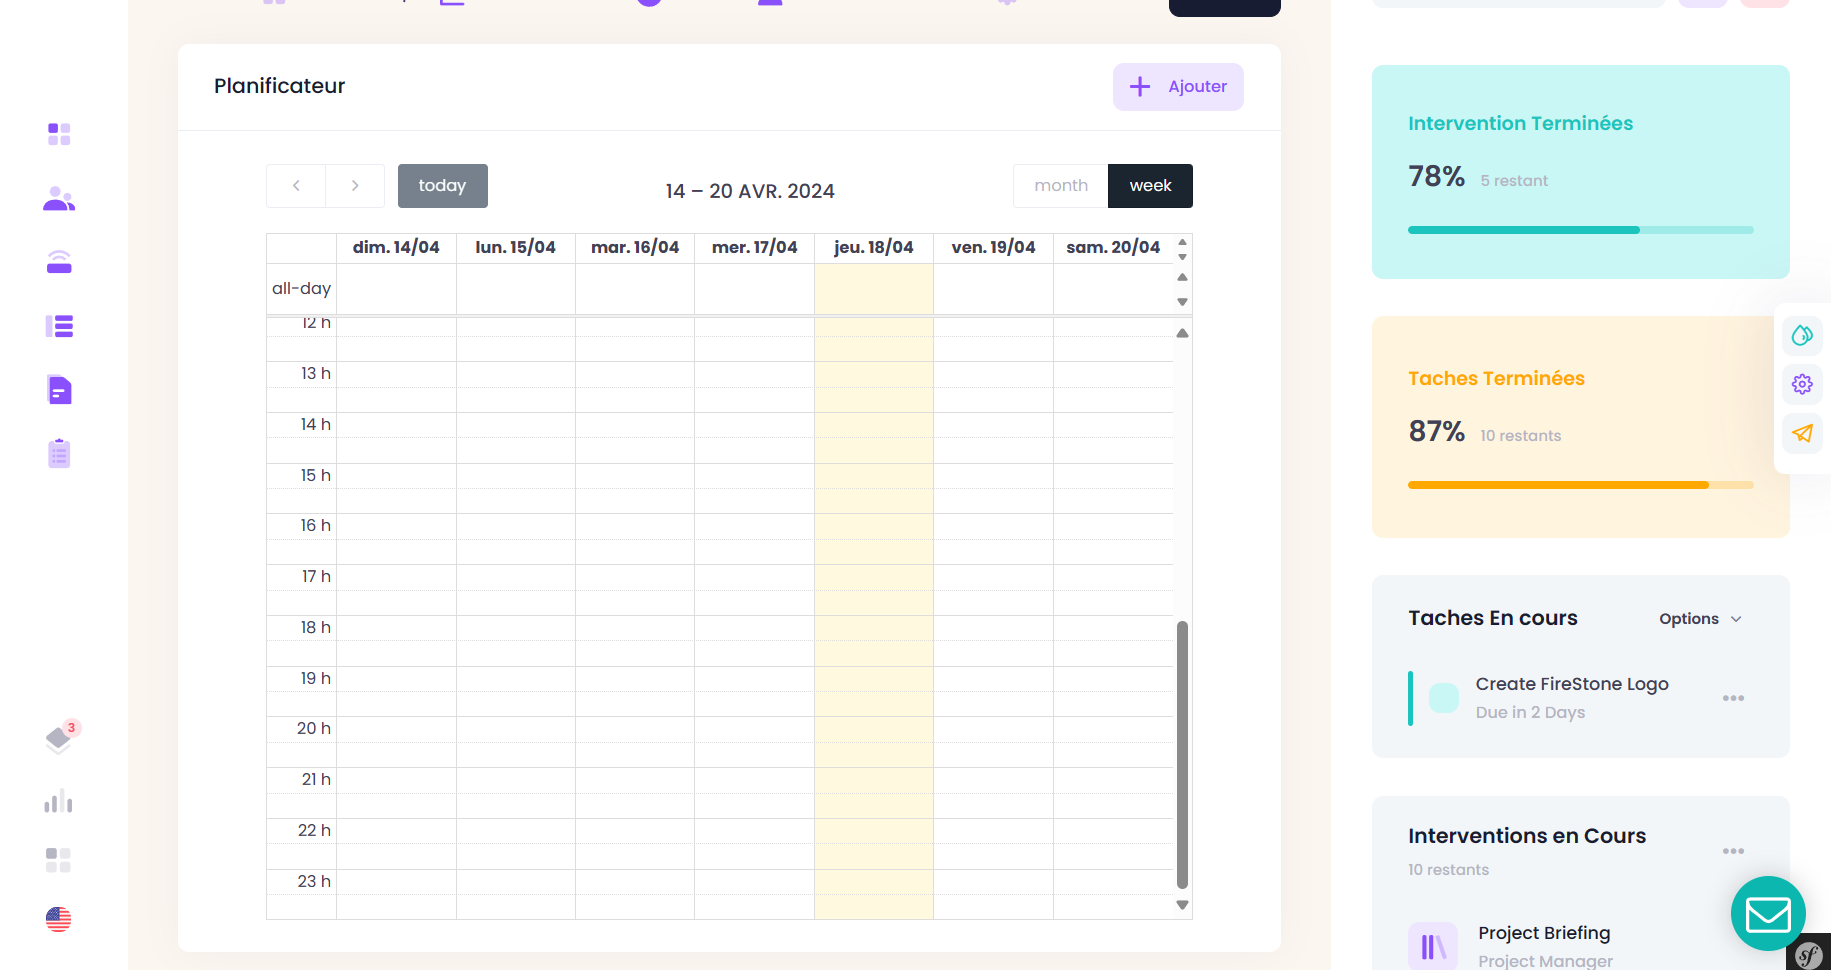 Planificateur
Ajouter
today
14 – 20 AVR. 2024
month
week
dim. 14/04
lun. 15/04
mar. 16/04
mer. 17/04
jeu. 18/04
ven. 19/04
sam. 20/04
all-day
12 h
13 h
14 h
15 h
16 h
17 h
18 h
19 h
20 h
21 h
22 h
23 h
3
Intervention Terminées
78% 5 restant
Taches Terminées
87% 10 restants
Taches En cours
Options
Create FireStone Logo
Due in 2 Days
Interventions en Cours
10 restants
Project Briefing
Project Manager
sf